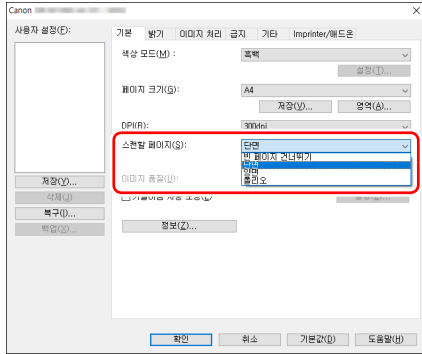 Canon
사용자 설정(F):
기본 밝기 이미지 처리 급지 기타 Imprinter/애드온
색상 모드(M) : 흑백
설정(T)...
페이지 크기(G): A4
저장(V)... 영역(A)...
DPI(R): 300dpi
스캔할 페이지(S): 단면
빈 페이지 건너뛰기
단면
양면
폴리오
이미지 품질(U):
저장(Y)...
삭제(J)
복구(I)...
백업(X)...
정보(Z)...
확인 취소 기본값(D) 도움말(H)